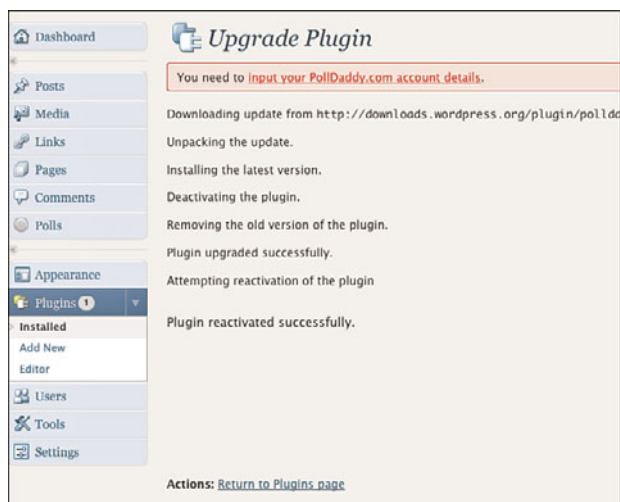 Dashboard
Posts
Media
Links
Pages
Comments
Polls
Appearance
Plugins 1
Installed
Add New
Editor
Users
Tools
Settings
Upgrade Plugin
You need to input your PollDaddy.com account details.
Downloading update from http://downloads.wordpress.org/plugin/polldd
Unpacking the update.
Installing the latest version.
Deactivating the plugin.
Removing the old version of the plugin.
Plugin upgraded successfully.
Attempting reactivation of the plugin
Plugin reactivated successfully.
Actions: Return to Plugins page